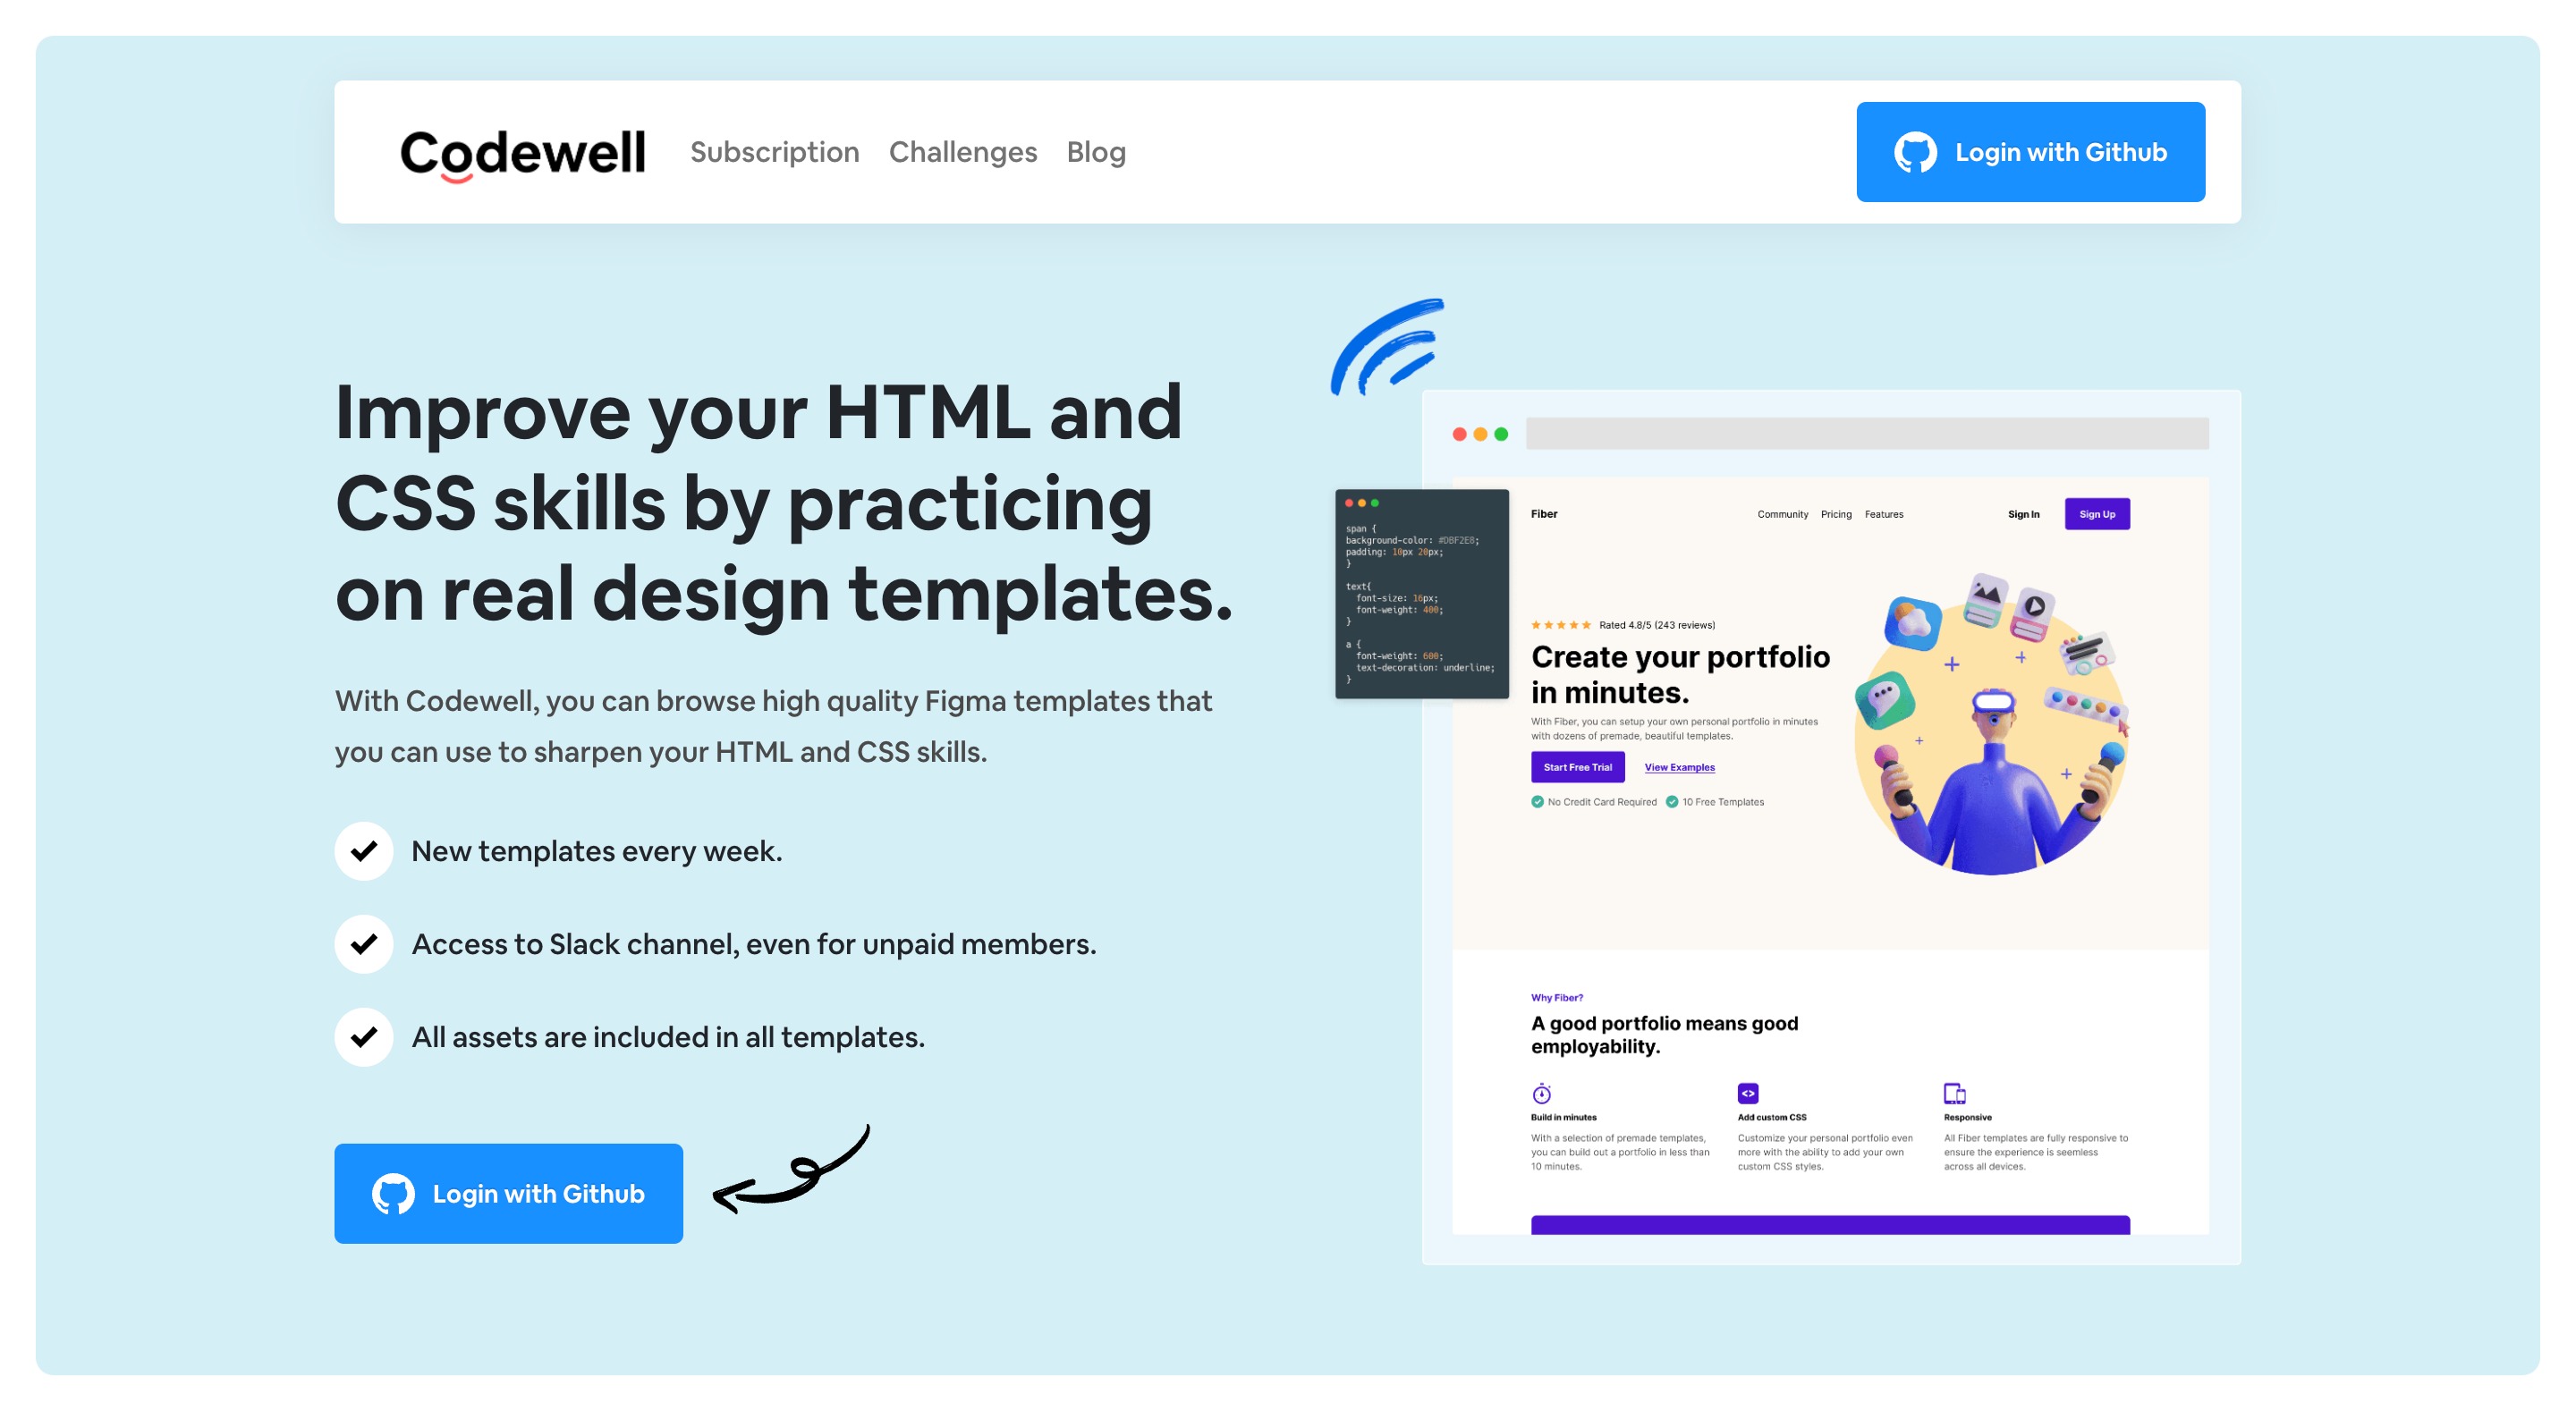 Codewell
Subscription
Challenges
Blog
Login with Github
Improve your HTML and
CSS skills by practicing
on real design templates.
With Codewell, you can browse high quality Figma templates that
you can use to sharpen your HTML and CSS skills.
New templates every week.
Access to Slack channel, even for unpaid members.
All assets are included in all templates.
Login with Github
span {
background-color: #DBF2E8;
padding: 10px 20px;
}
text{
font-size: 16px;
font-weight: 400;
}
a {
font-weight: 600;
text-decoration: underline;
}
Fiber
Community
Pricing
Features
Sign In
Sign Up
Rated 4.8/5 (243 reviews)
Create your portfolio
in minutes.
With Fiber, you can setup your own personal portfolio in minutes
with dozens of premade, beautiful templates.
Start Free Trial
View Examples
No Credit Card Required
10 Free Templates
Why Fiber?
A good portfolio means good
employability.
Build in minutes
With a selection of premade templates,
you can build out a portfolio in less than
10 minutes.
Add custom CSS
Customize your personal portfolio even
more with the ability to add your own
custom CSS styles.
Responsive
All Fiber templates are fully responsive to
ensure the experience is seemless
across all devices.